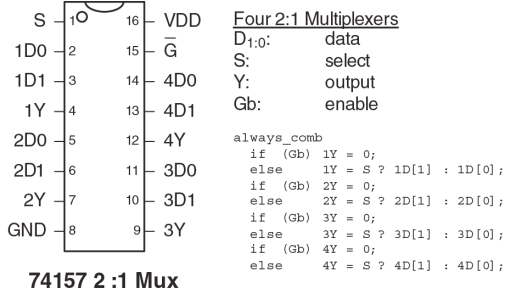 S 1 16 VDD
1D0 2 15 G̅
1D1 3 14 4D0
1Y 4 13 4D1
2D0 5 12 4Y
2D1 6 11 3D0
2Y 7 10 3D1
GND 8 9 3Y
74157 2 :1 Mux
Four 2:1 Multiplexers
D1:0: data
S: select
Y: output
Gb: enable
always_comb
if (Gb) 1Y = 0;
else 1Y = S ? 1D[1] : 1D[0];
if (Gb) 2Y = 0;
else 2Y = S ? 2D[1] : 2D[0];
if (Gb) 3Y = 0;
else 3Y = S ? 3D[1] : 3D[0];
if (Gb) 4Y = 0;
else 4Y = S ? 4D[1] : 4D[0];